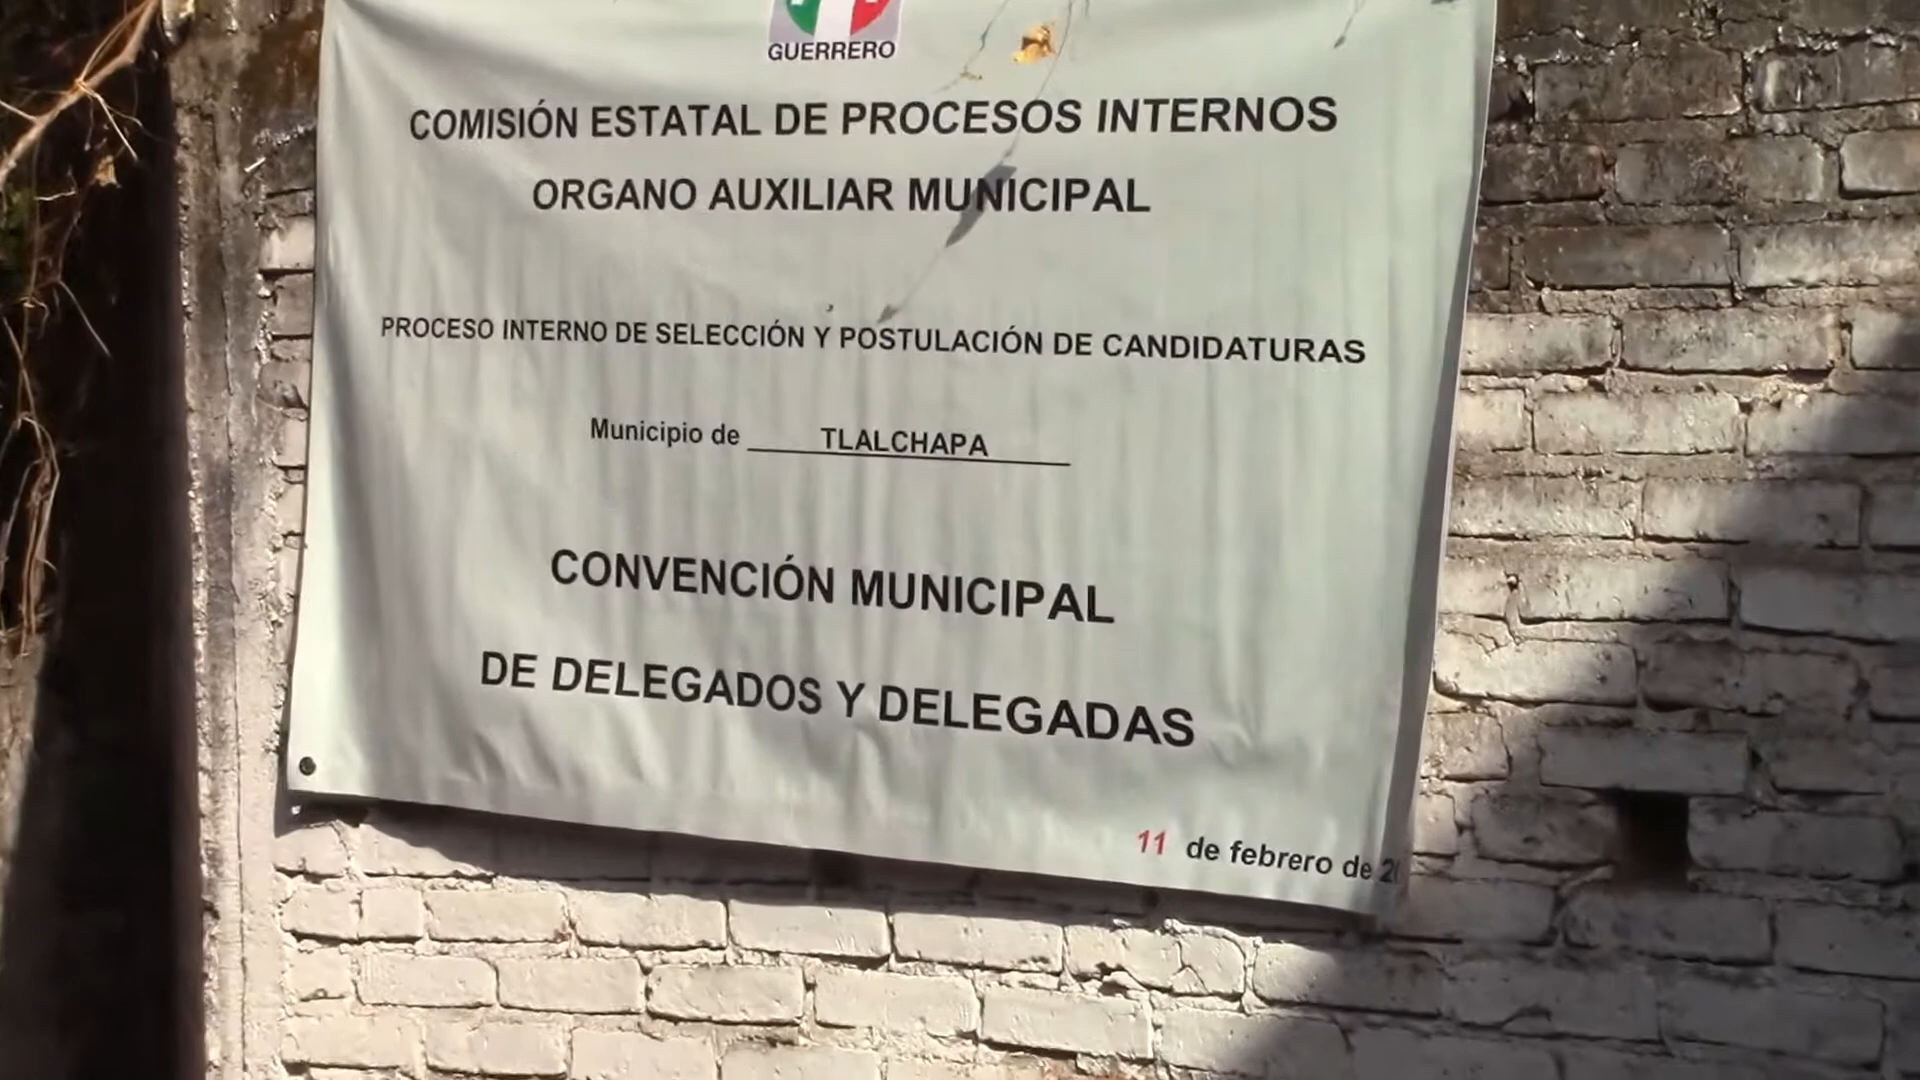 GUERRERO
COMISIÓN ESTATAL DE PROCESOS INTERNOS
ORGANO AUXILIAR MUNICIPAL
PROCESO INTERNO DE SELECCIÓN Y POSTULACIÓN DE CANDIDATURAS
Municipio de TLALCHAPA
CONVENCIÓN MUNICIPAL
DE DELEGADOS Y DELEGADAS
11 de febrero de